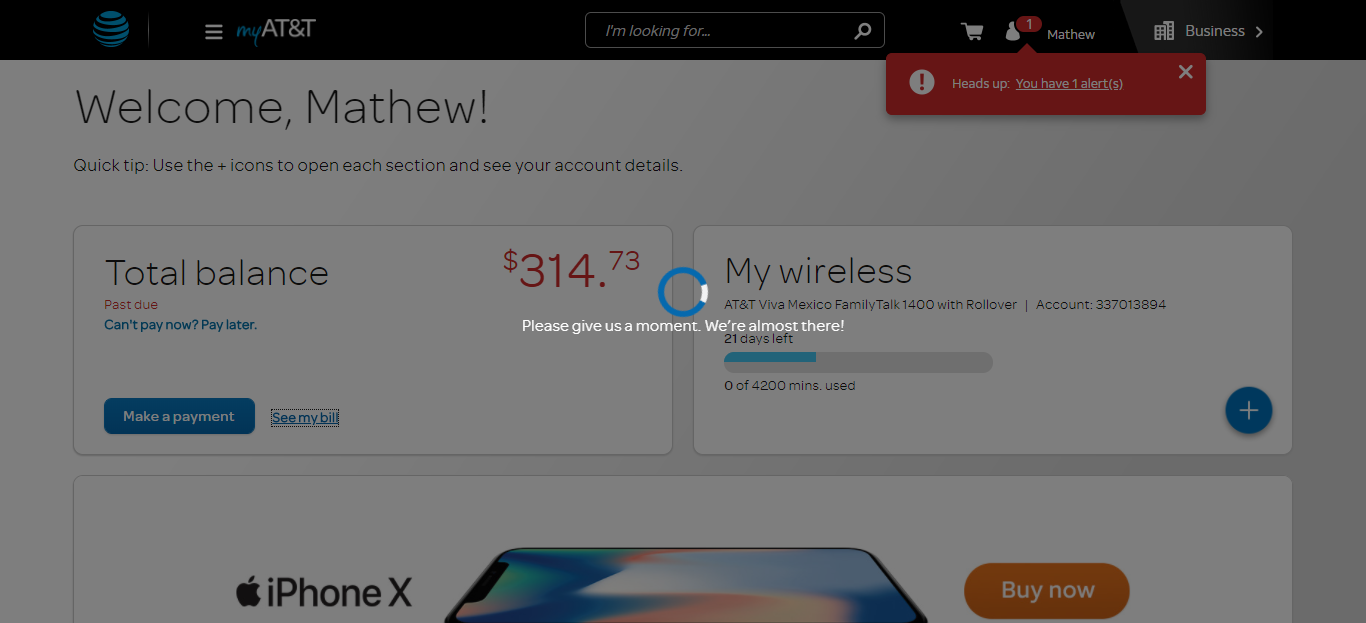 myAT&T
I'm looking for...
1
Mathew
Business
Heads up: You have 1 alert(s)
Welcome, Mathew!
Quick tip: Use the + icons to open each section and see your account details.
Total balance
$314.73
Past due
Can't pay now? Pay later.
Make a payment
See my bill
My wireless
AT&T Viva Mexico FamilyTalk 1400 with Rollover | Account: 337013894
Please give us a moment. We're almost there!
21 days left
0 of 4200 mins. used
iPhone X
Buy now